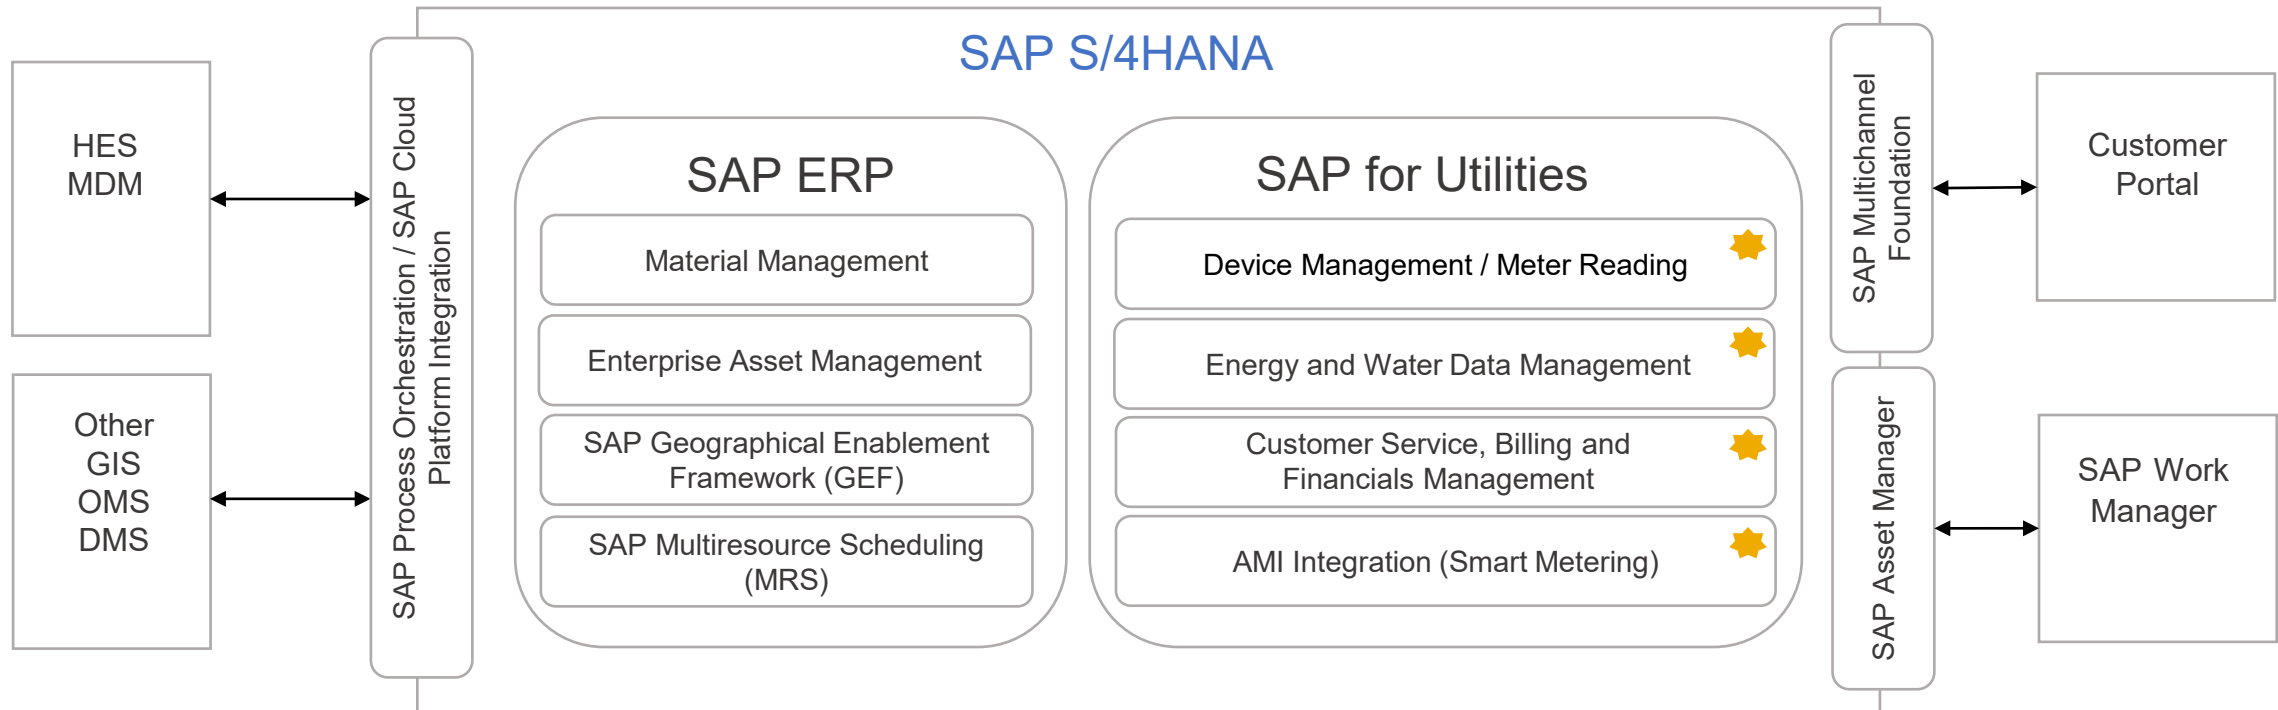 SAP S/4HANA
HES
MDM
Other
GIS
OMS
DMS
SAP Process Orchestration / SAP Cloud
Platform Integration
SAP ERP
Material Management
Enterprise Asset Management
SAP Geographical Enablement
Framework (GEF)
SAP Multiresource Scheduling
(MRS)
SAP for Utilities
Device Management / Meter Reading
Energy and Water Data Management
Customer Service, Billing and
Financials Management
AMI Integration (Smart Metering)
SAP Multichannel
Foundation
SAP Asset Manager
Customer
Portal
SAP Work
Manager